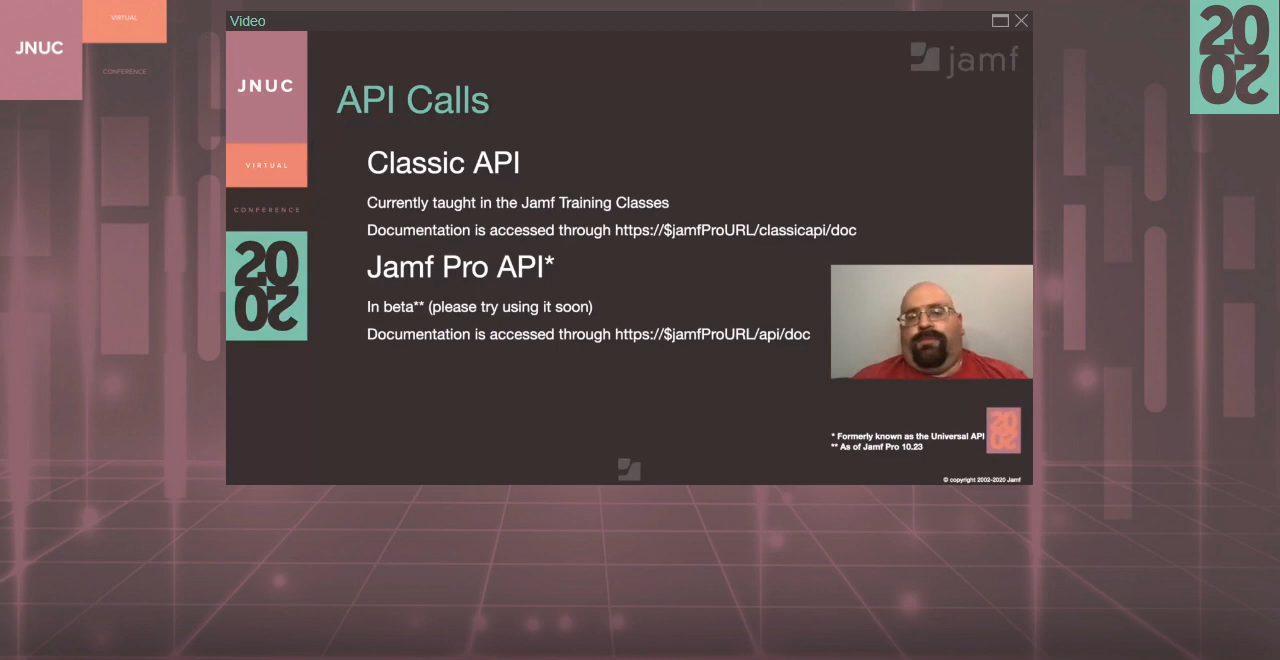 JNUC
VIRTUAL
CONFERENCE
2020
Video
JNUC
VIRTUAL
CONFERENCE
2020
jamf
API Calls
Classic API
Currently taught in the Jamf Training Classes
Documentation is accessed through https://$jamfProURL/classicapi/doc
Jamf Pro API*
In beta** (please try using it soon)
Documentation is accessed through https://$jamfProURL/api/doc
* Formerly known as the Universal API
** As of Jamf Pro 10.23
2020
© copyright 2002-2020 Jamf